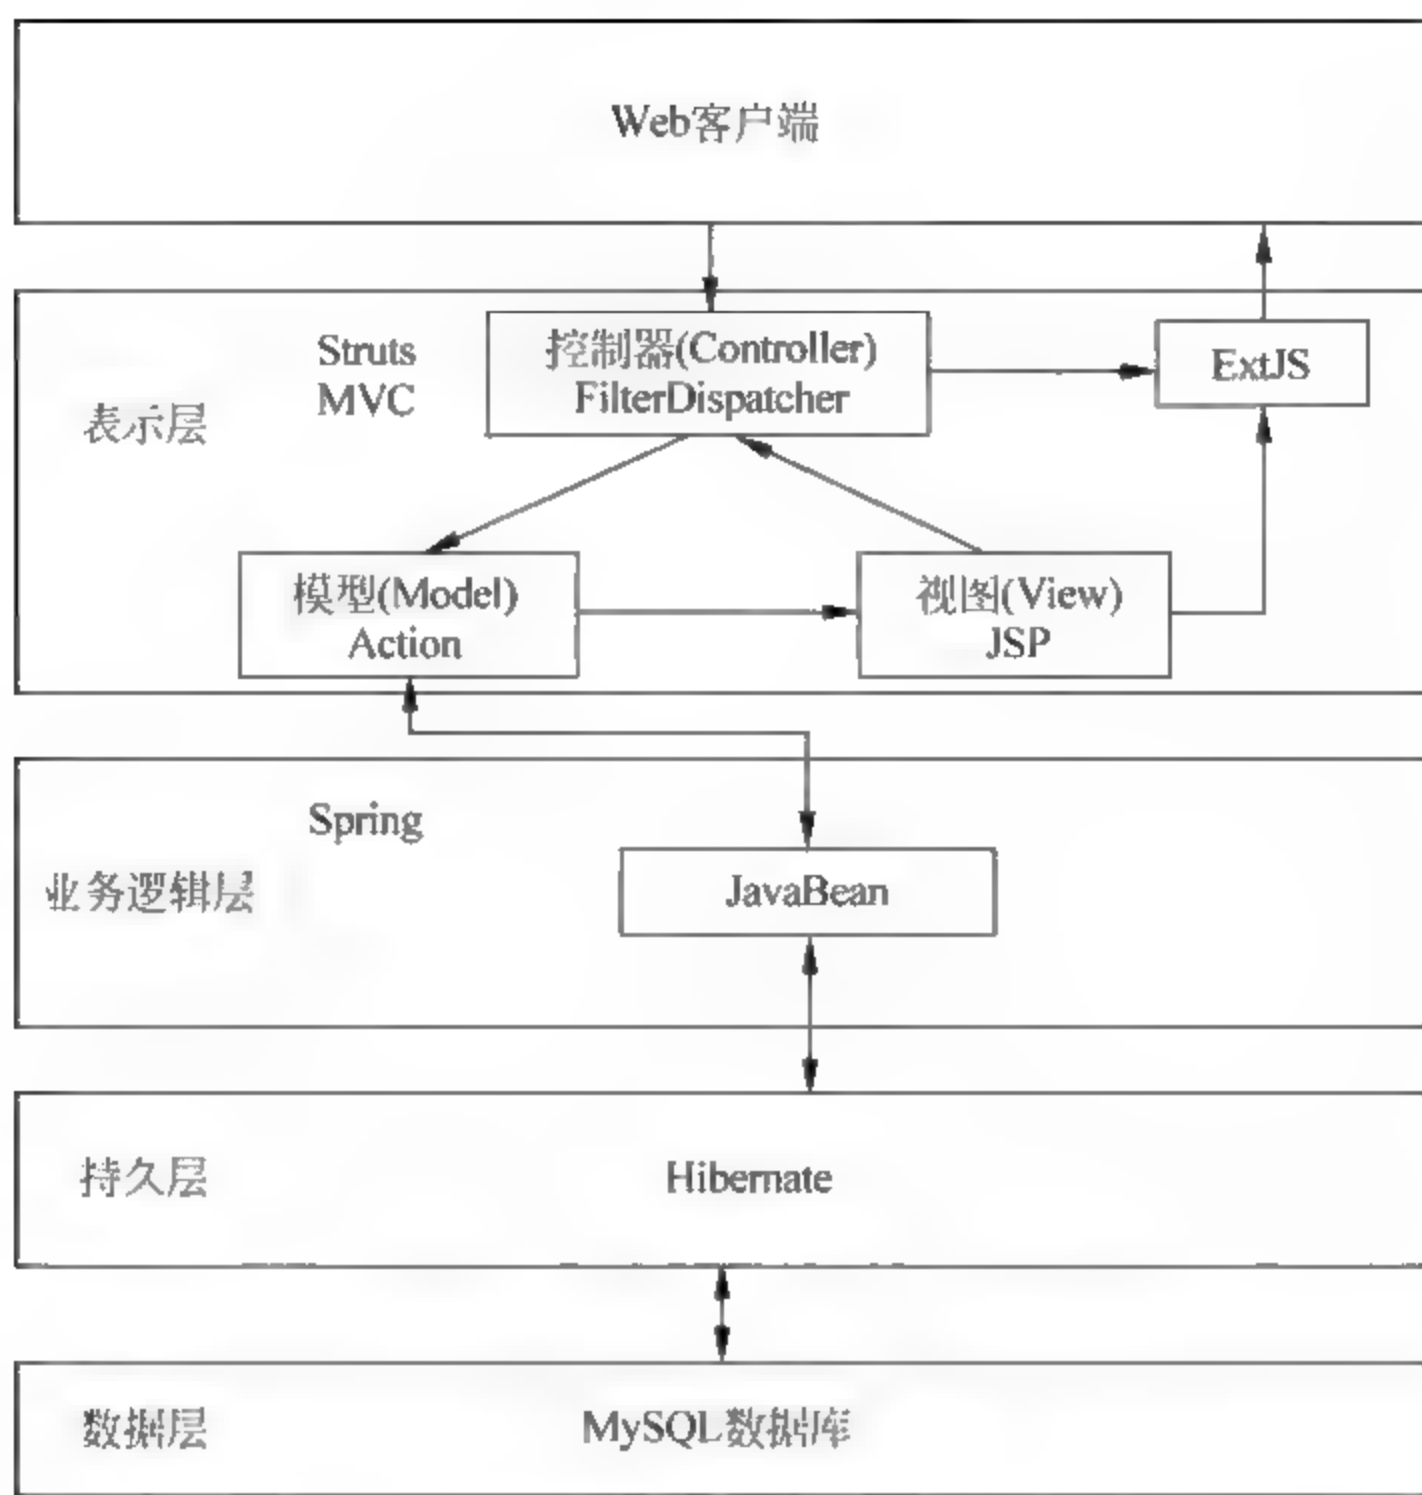 Web客户端
Struts
MVC
控制器(Controller)
FilterDispatcher
ExtJS
表示层
模型(Model)
Action
视图(View)
JSP
Spring
业务逻辑层
JavaBean
持久层
Hibernate
数据层
MySQL数据库